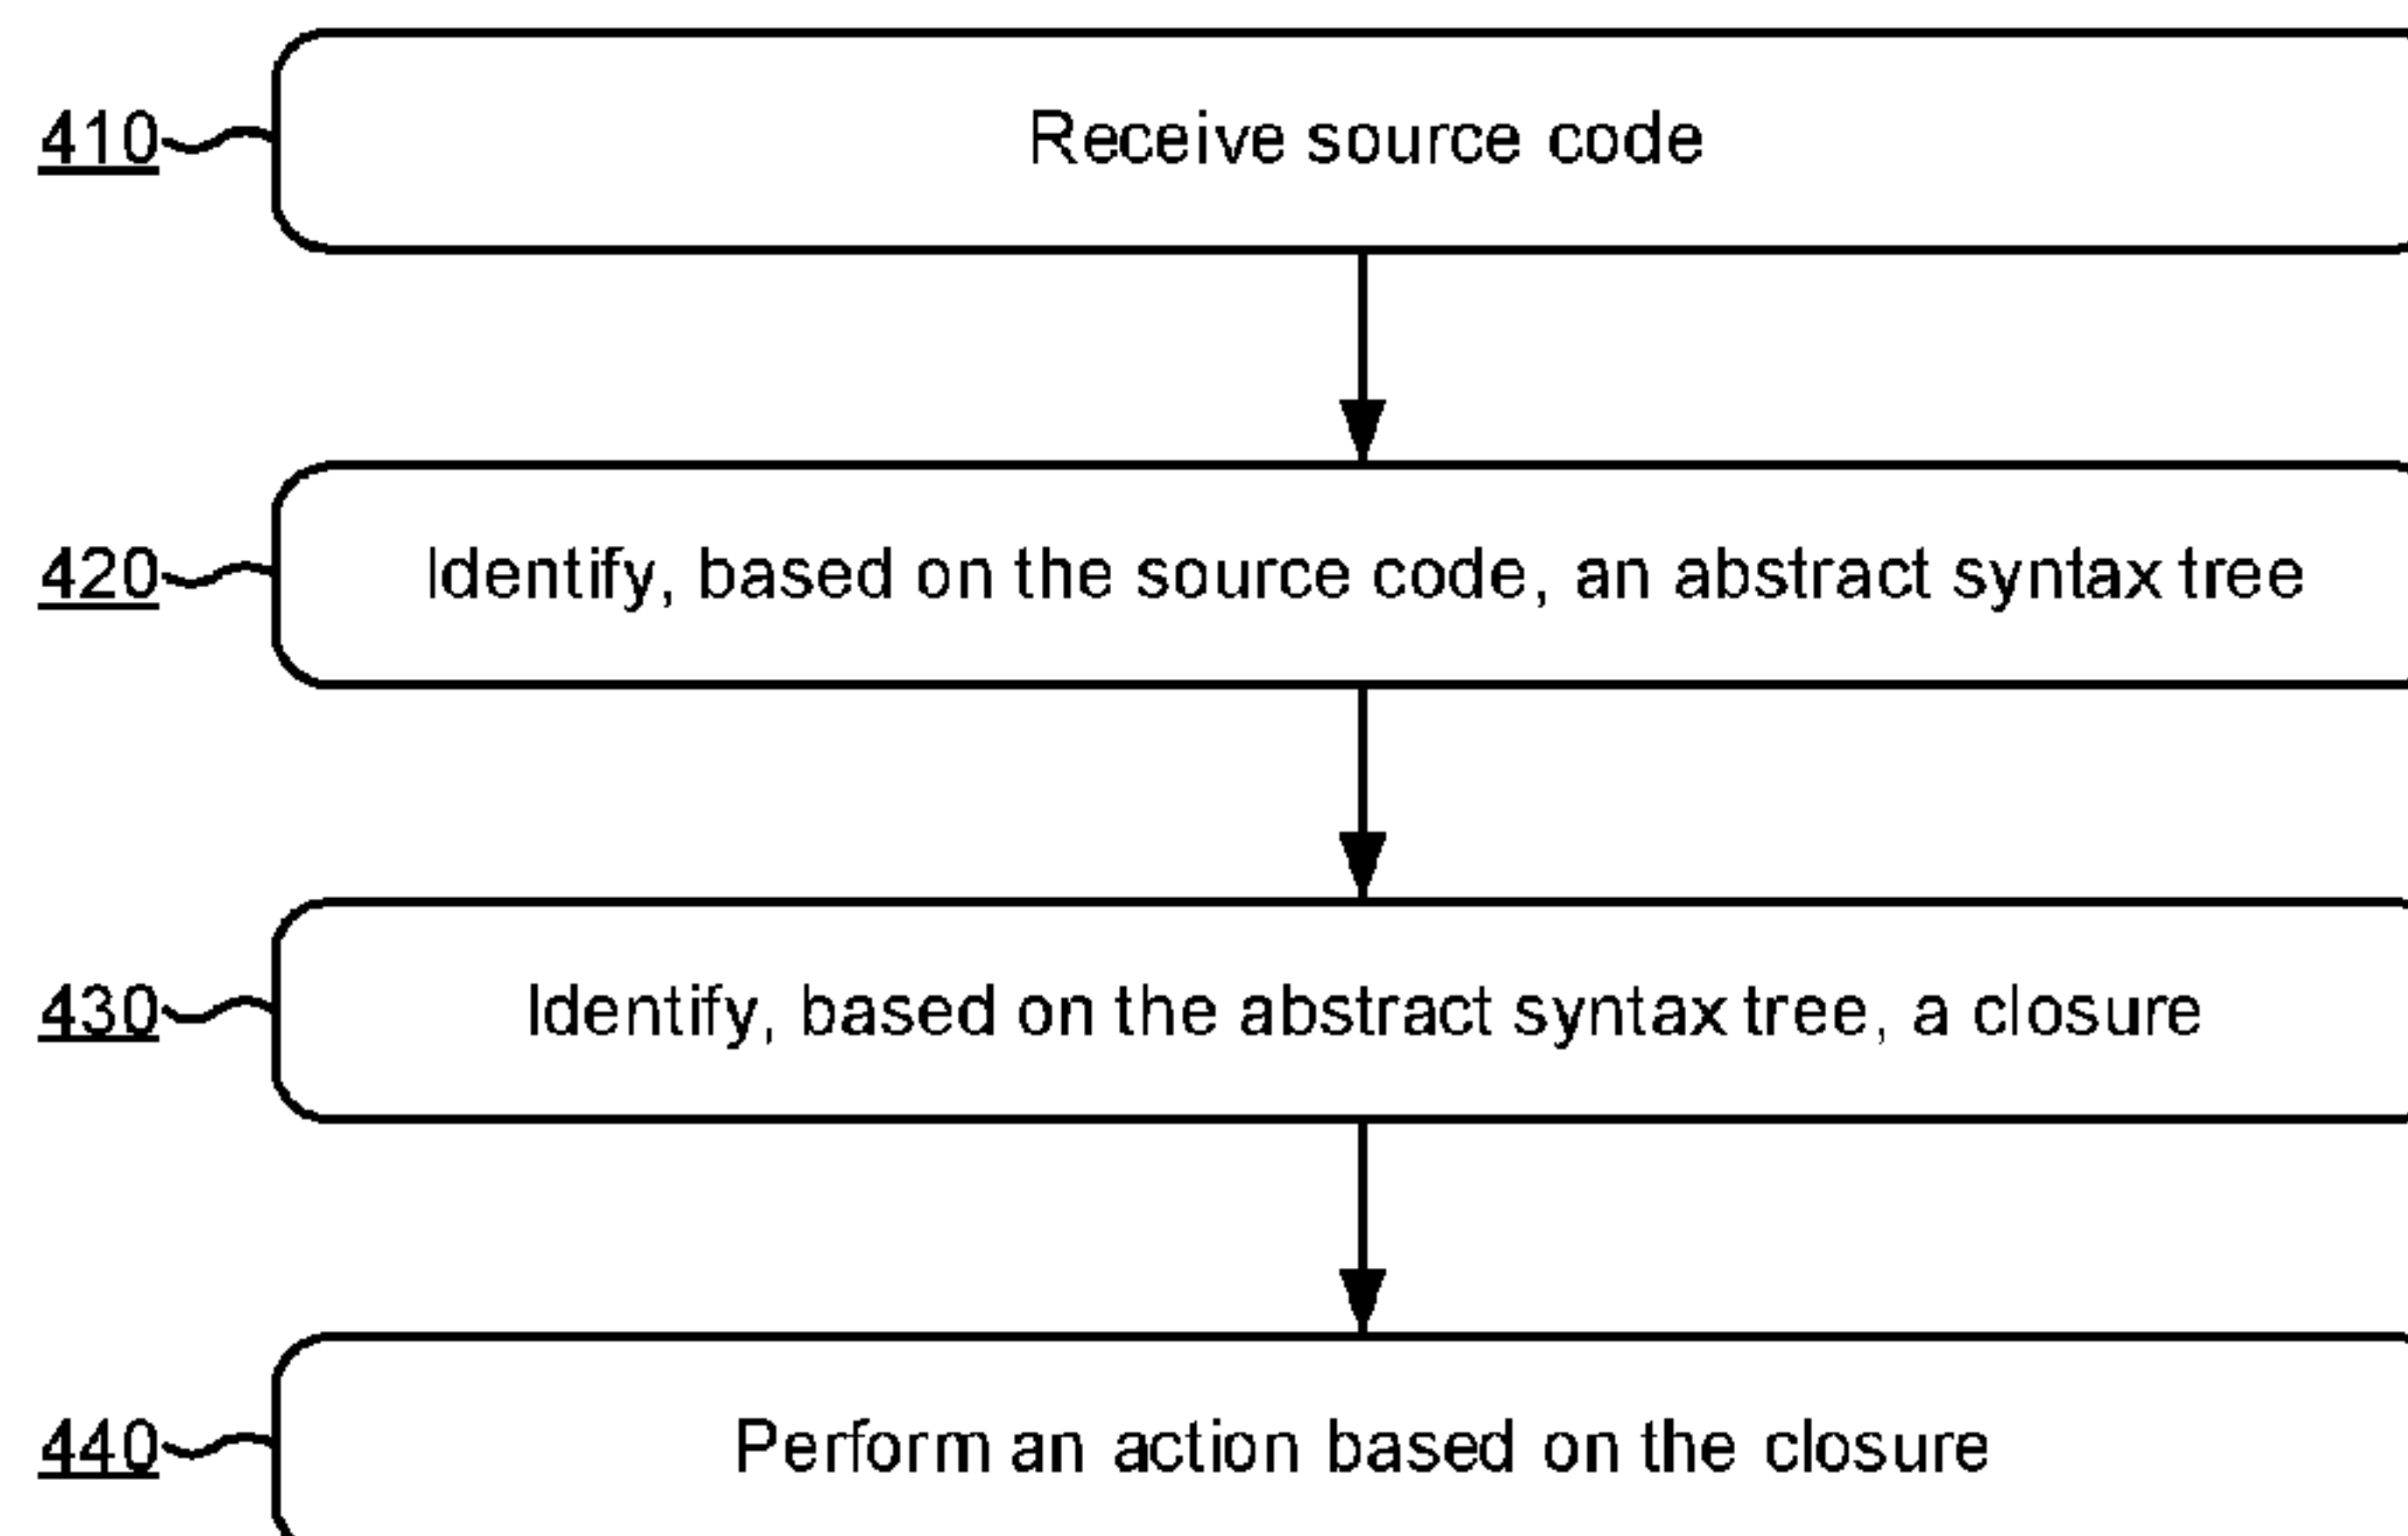 410 Receive source code
420 Identify, based on the source code, an abstract syntax tree
430 Identify, based on the abstract syntax tree, a closure
440 Perform an action based on the closure